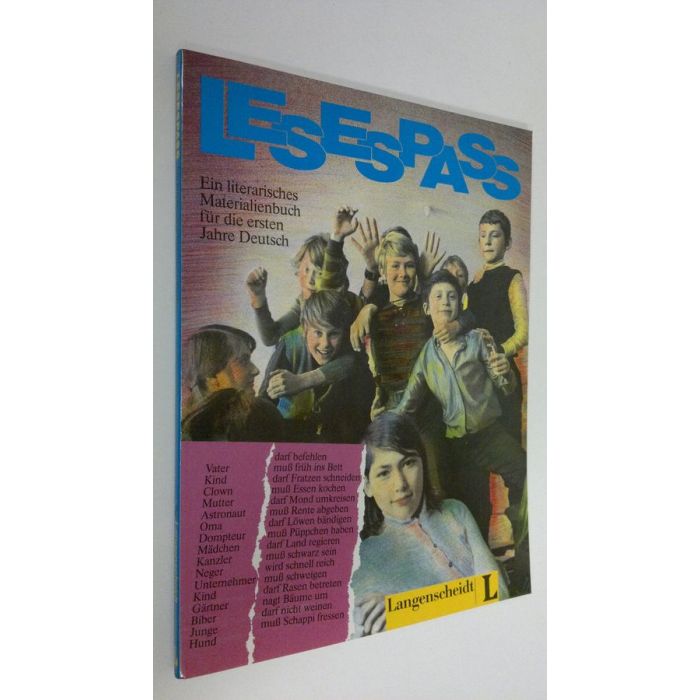 LESESPASS
Ein literarisches
Materialienbuch
für die ersten
Jahre Deutsch
Vater
Kind
Clown
Mutter
Astronaut
Oma
Dompteur
Mädchen
Kanzler
Neger
Unternehmer
Kind
Gärtner
Biber
Junge
Hund
darf befehlen
muß früh ins Bett
darf Fratzen schneiden
muß Essen kochen
darf Mond umkreisen
muß Rente abgeben
darf Löwen bändigen
muß Püppchen haben
darf Land regieren
muß schwarz sein
wird schnell reich
muß schweigen
darf Rasen betreten
nagt Bäume um
darf nicht weinen
muß Schappi fressen
Langenscheidt L